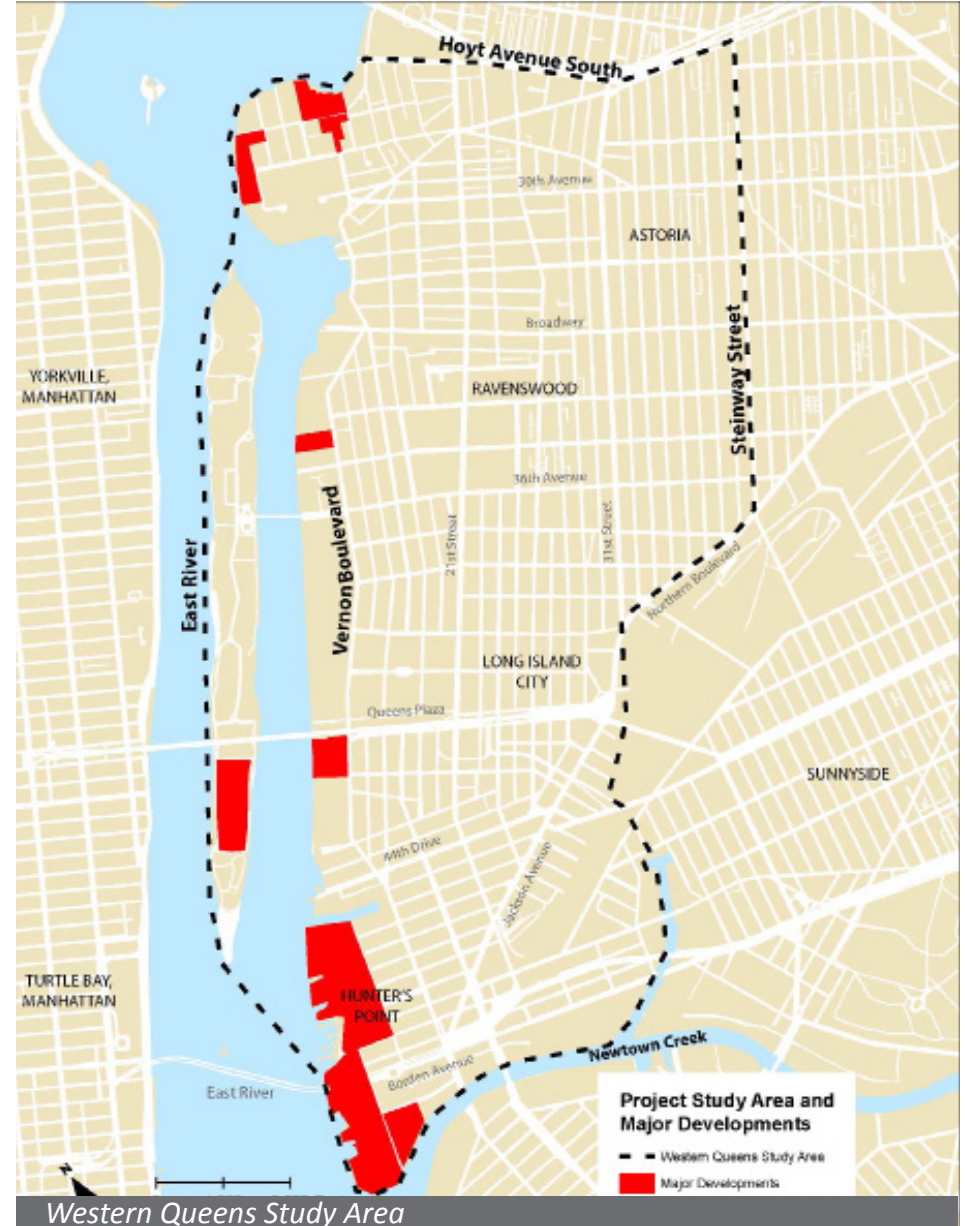 Hoyt Avenue South
30th Avenue
ASTORIA
Broadway
Steinway Street
YORKVILLE,
MANHATTAN
RAVENSWOOD
36th Avenue
Vernon Boulevard
21st Street
31st Street
East River
Northern Boulevard
LONG ISLAND
CITY
Queens Plaza
SUNNYSIDE
44th Drive
Jackson Avenue
TURTLE BAY,
MANHATTAN
HUNTER'S
POINT
Newtown Creek
Borden Avenue
East River
Project Study Area and
Major Developments
Western Queens Study Area
Major Developments
N
Western Queens Study Area